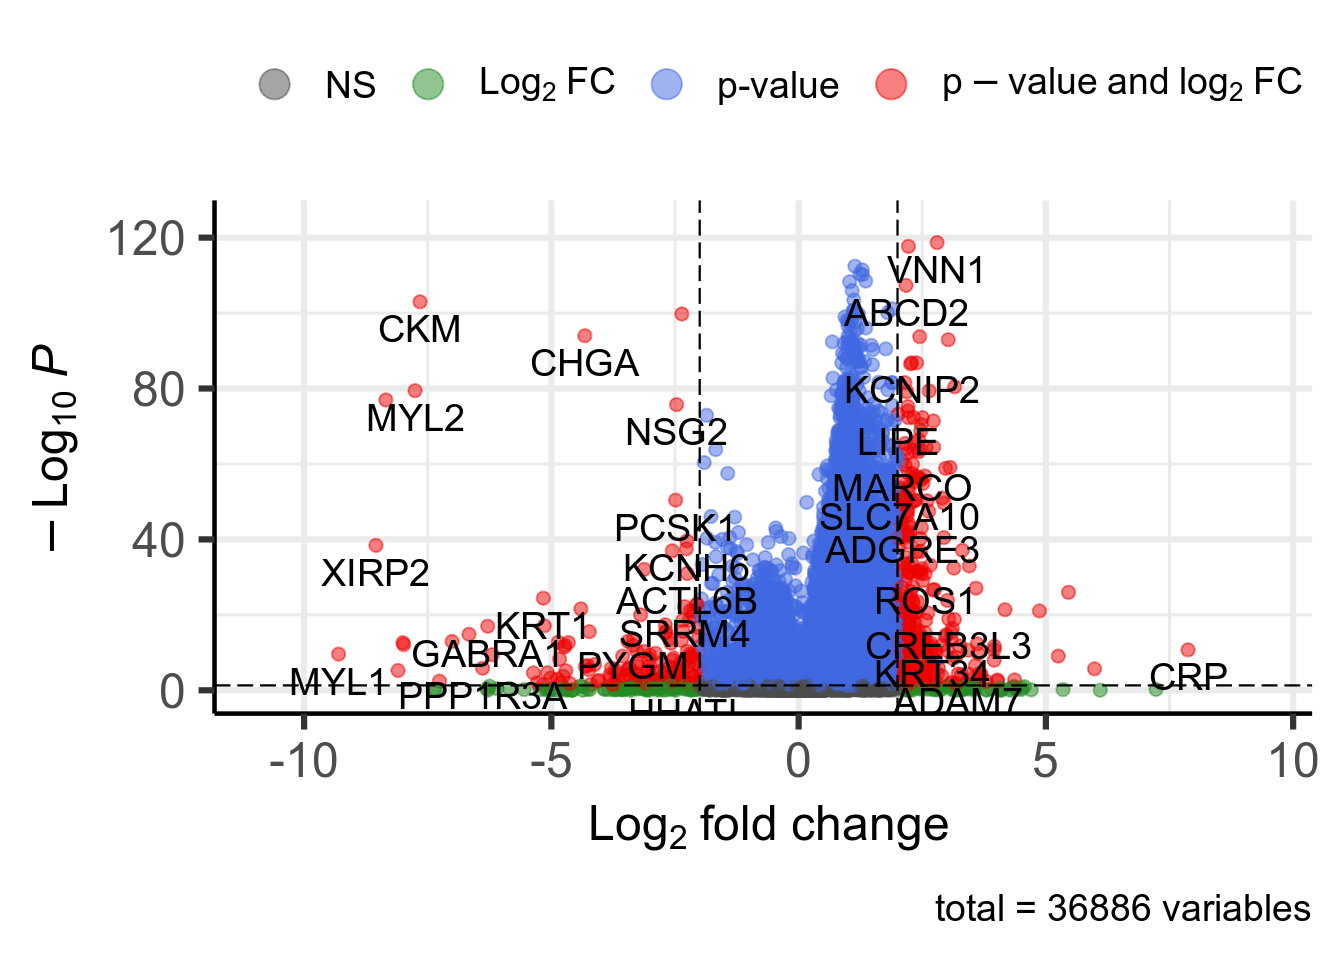 NS Log2 FC p-value p − value and log2 FC
− Log10 P
120
80
40
0
VNN1
ABCD2
CKM
CHGA
KCNIP2
MYL2
NSG2
LIPE
MARCO
SLC7A10
PCSK1
ADGRE3
KCNH6
XIRP2
ACTL6B
ROS1
KRT1
SRRM4
CREB3L3
GABRA1
PYGM
KRT34
CRP
MYL1
PPP1R3A
ADAM7
-10 -5 0 5 10
Log2 fold change
total = 36886 variables